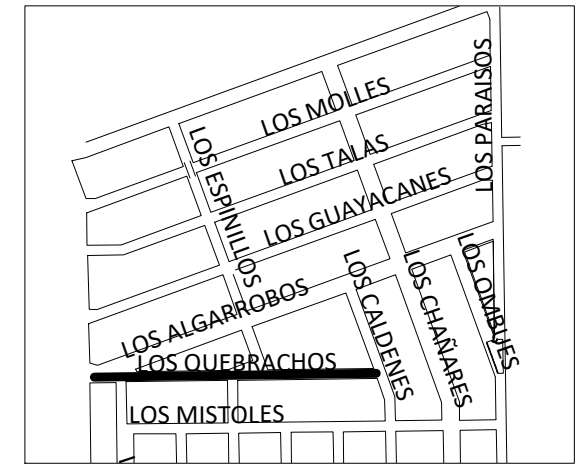 LOS MOLLES
LOS PARAISOS
LOS TALAS
LOS ESPINILLOS
LOS GUAYACANES
LOS ALGARROBOS
LOS CALDENES
LOS CHAÑARES
LOS OMBUES
LOS QUEBRACHOS
LOS MISTOLES